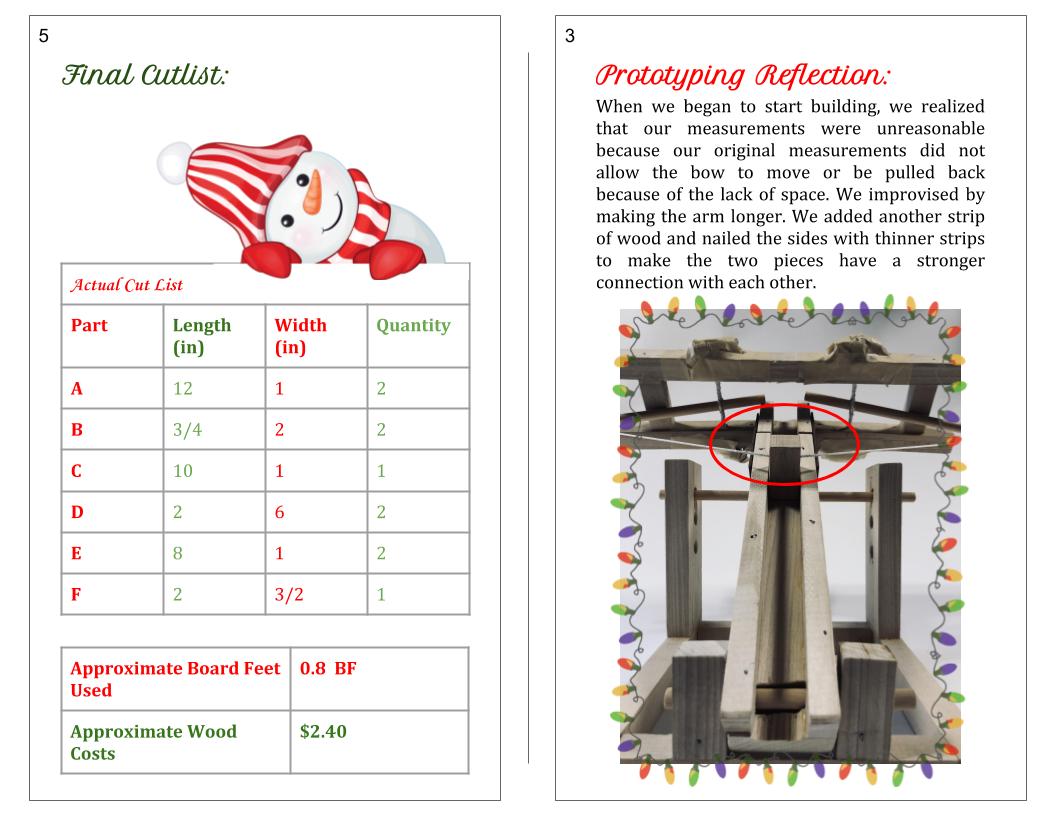 5
Final Cutlist:
Actual Cut List
Part Length (in) Width (in) Quantity
A 12 1 2
B 3/4 2 2
C 10 1 1
D 2 6 2
E 8 1 2
F 2 3/2 1
Approximate Board Feet Used 0.8 BF
Approximate Wood Costs $2.40
3
Prototyping Reflection:
When we began to start building, we realized
that our measurements were unreasonable
because our original measurements did not
allow the bow to move or be pulled back
because of the lack of space. We improvised by
making the arm longer. We added another strip
of wood and nailed the sides with thinner strips
to make the two pieces have a stronger
connection with each other.